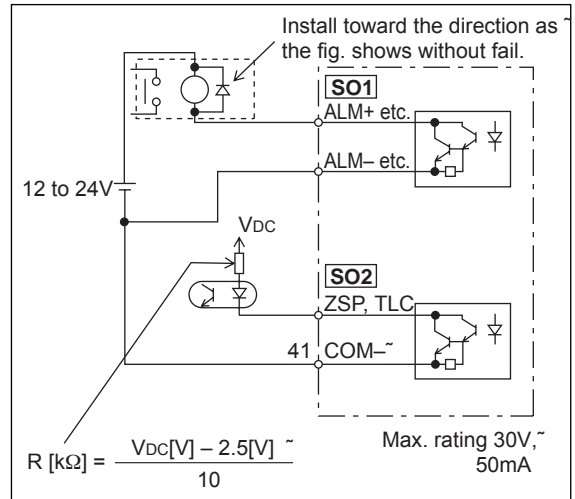 Install toward the direction as ~
the fig. shows without fail.
SO1
ALM+ etc.
ALM– etc.
12 to 24V
VDC
SO2
ZSP, TLC
41 COM–~
R [kΩ] = VDC[V] – 2.5[V] ~
10
Max. rating 30V,~
50mA